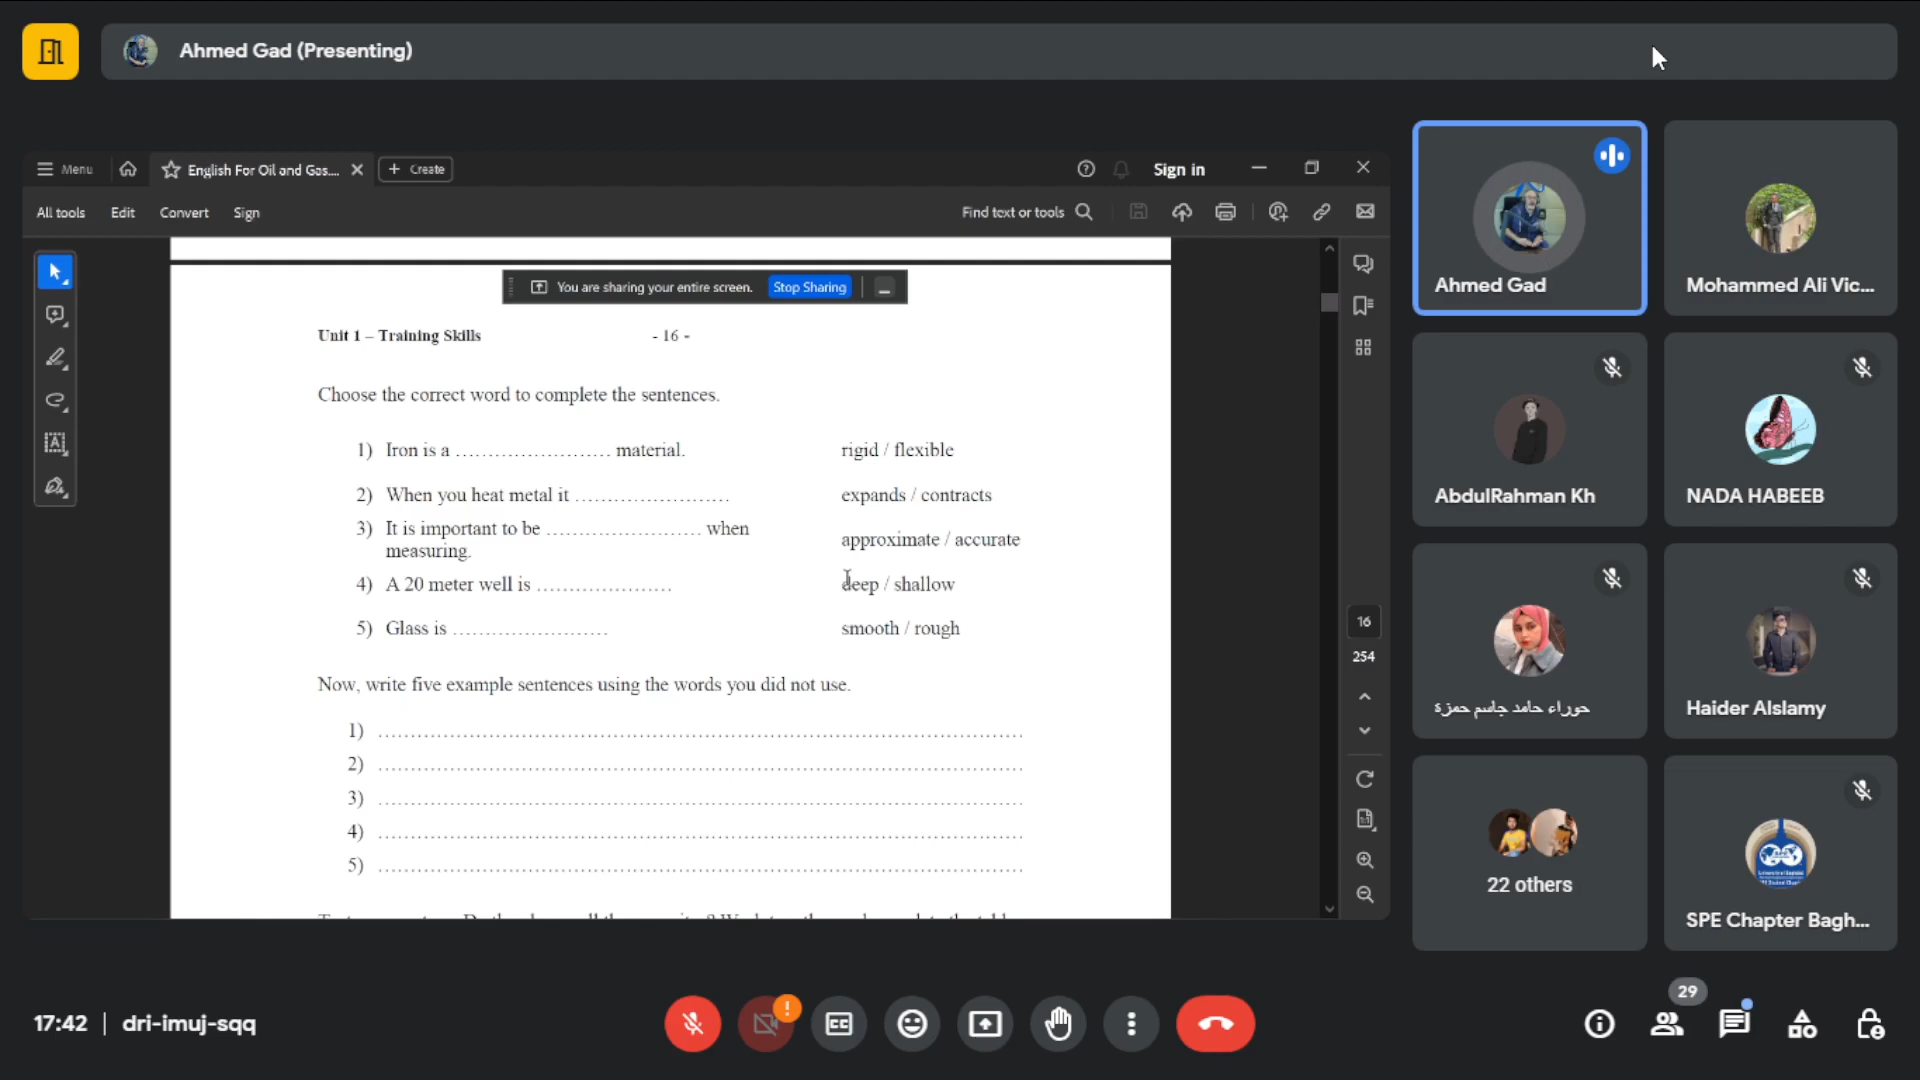 Ahmed Gad (Presenting)
Menu
English For Oil and Gas....
Create
Sign in
All tools
Edit
Convert
Sign
Find text or tools
You are sharing your entire screen.
Stop Sharing
Unit 1 – Training Skills - 16 -
Choose the correct word to complete the sentences.
1) Iron is a ........................ material. rigid / flexible
2) When you heat metal it ........................ expands / contracts
3) It is important to be ........................ when
measuring.
approximate / accurate
4) A 20 meter well is ..................... deep / shallow
5) Glass is ........................ smooth / rough
Now, write five example sentences using the words you did not use.
1) ....................................................................................................
2) ....................................................................................................
3) ....................................................................................................
4) ....................................................................................................
5) ....................................................................................................
16
254
Ahmed Gad
Mohammed Ali Vic...
AbdulRahman Kh
NADA HABEEB
حوراء حامد جاسم حمزة
Haider Alslamy
22 others
SPE Chapter Bagh...
17:42 | dri-imuj-sqq
29